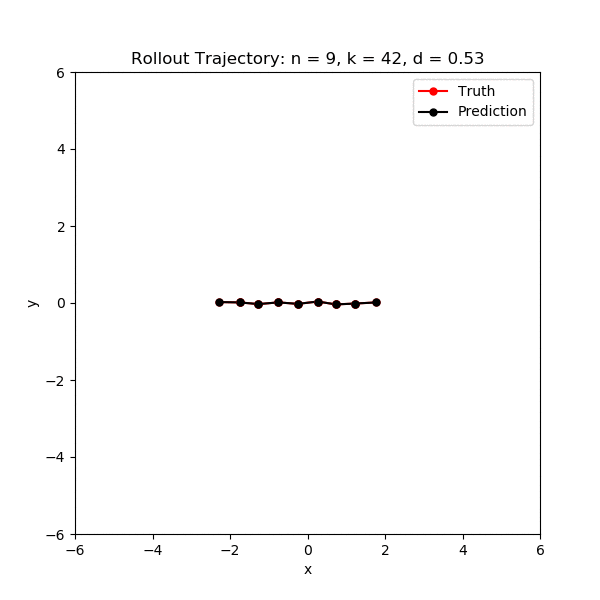 Rollout Trajectory: n = 9, k = 42, d = 0.53
Truth
Prediction
6
4
2
0
−2
−4
−6
y
−6 −4 −2 0 2 4 6
x